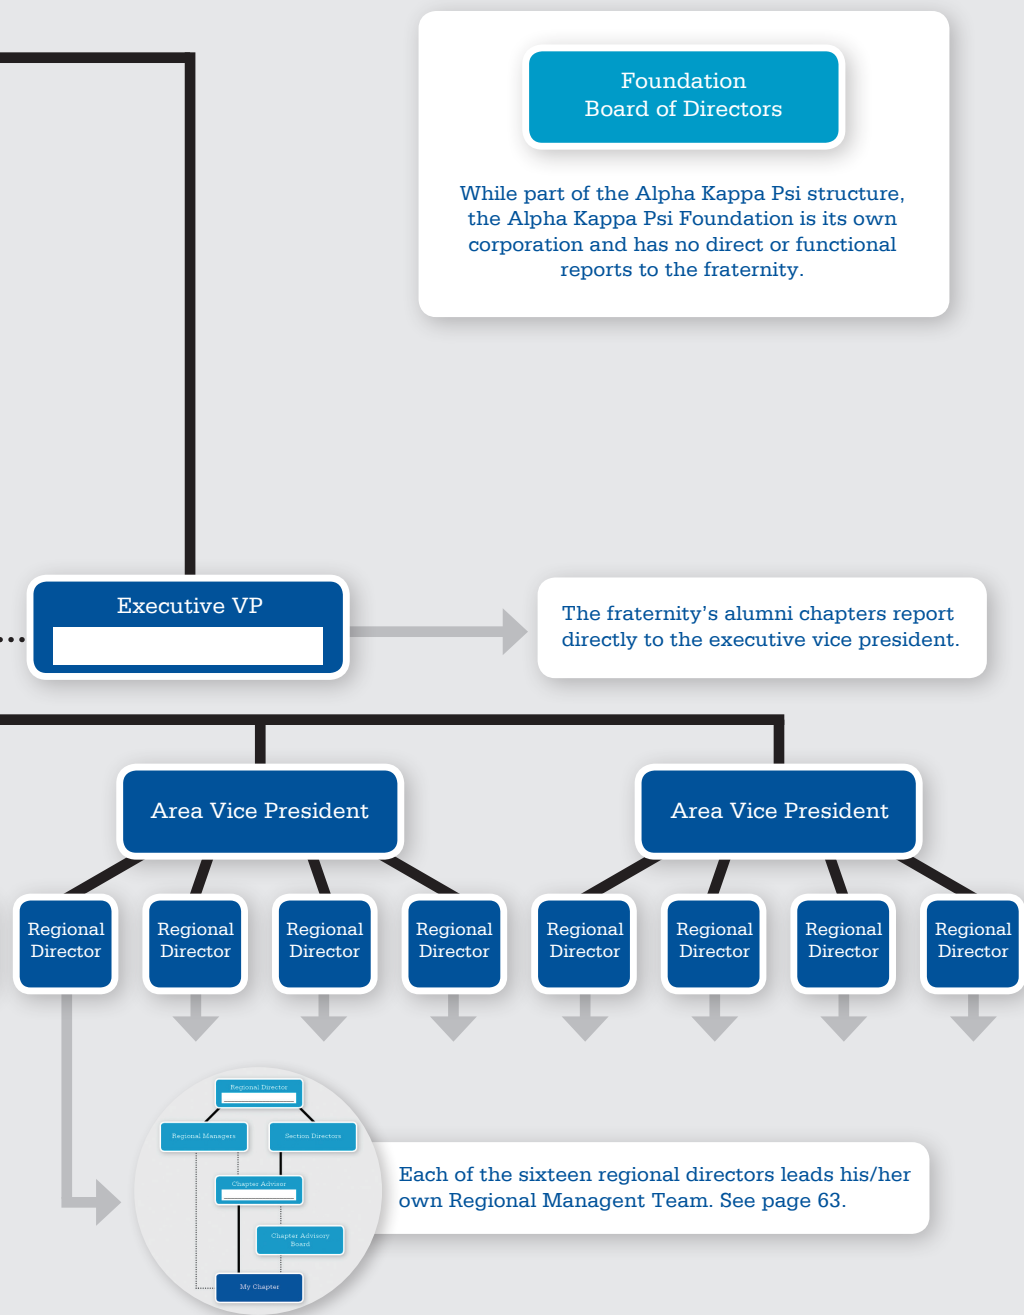 Foundation
Board of Directors
While part of the Alpha Kappa Psi structure,
the Alpha Kappa Psi Foundation is its own
corporation and has no direct or functional
reports to the fraternity.
Executive VP
The fraternity's alumni chapters report
directly to the executive vice president.
Area Vice President
Area Vice President
Regional
Director
Regional
Director
Regional
Director
Regional
Director
Regional
Director
Regional
Director
Regional
Director
Regional
Director
Regional Director
Regional Managers
Section Directors
Chapter Advisor
Chapter Advisory
Board
My Chapter
Each of the sixteen regional directors leads his/her
own Regional Managent Team. See page 63.